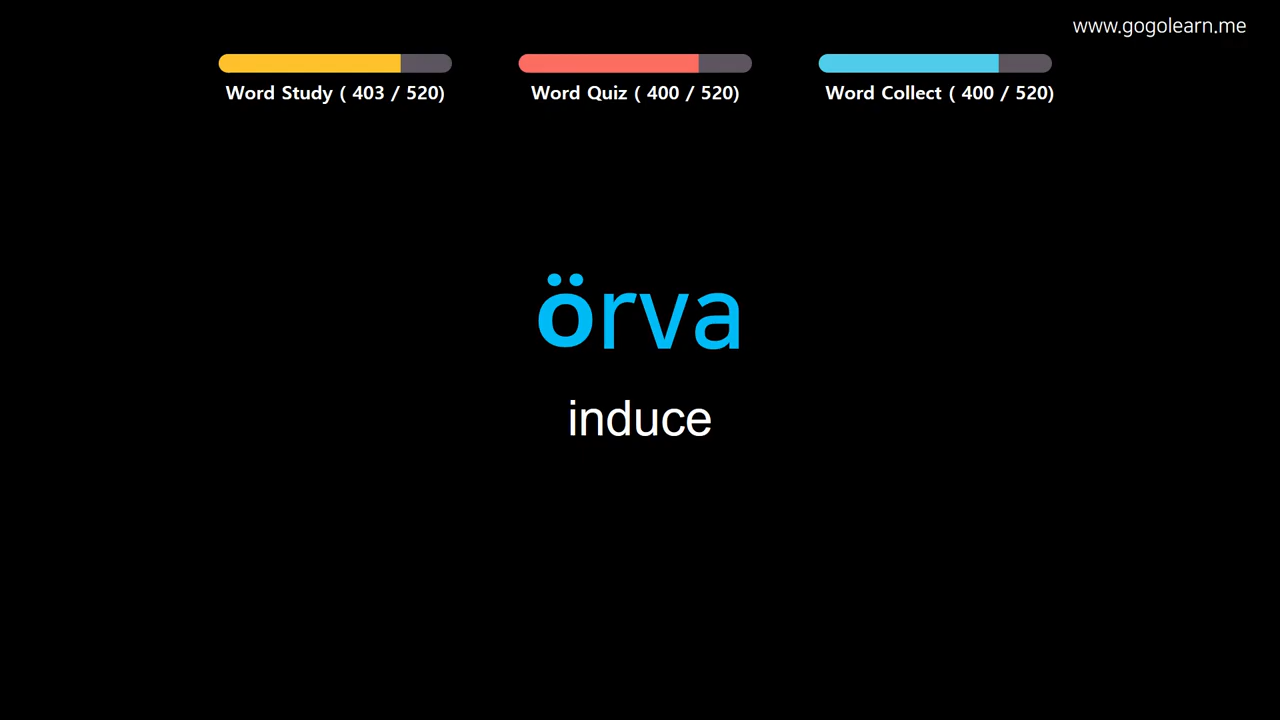 www.gogolearn.me
Word Study ( 403 / 520)
Word Quiz ( 400 / 520)
Word Collect ( 400 / 520)
örva
induce